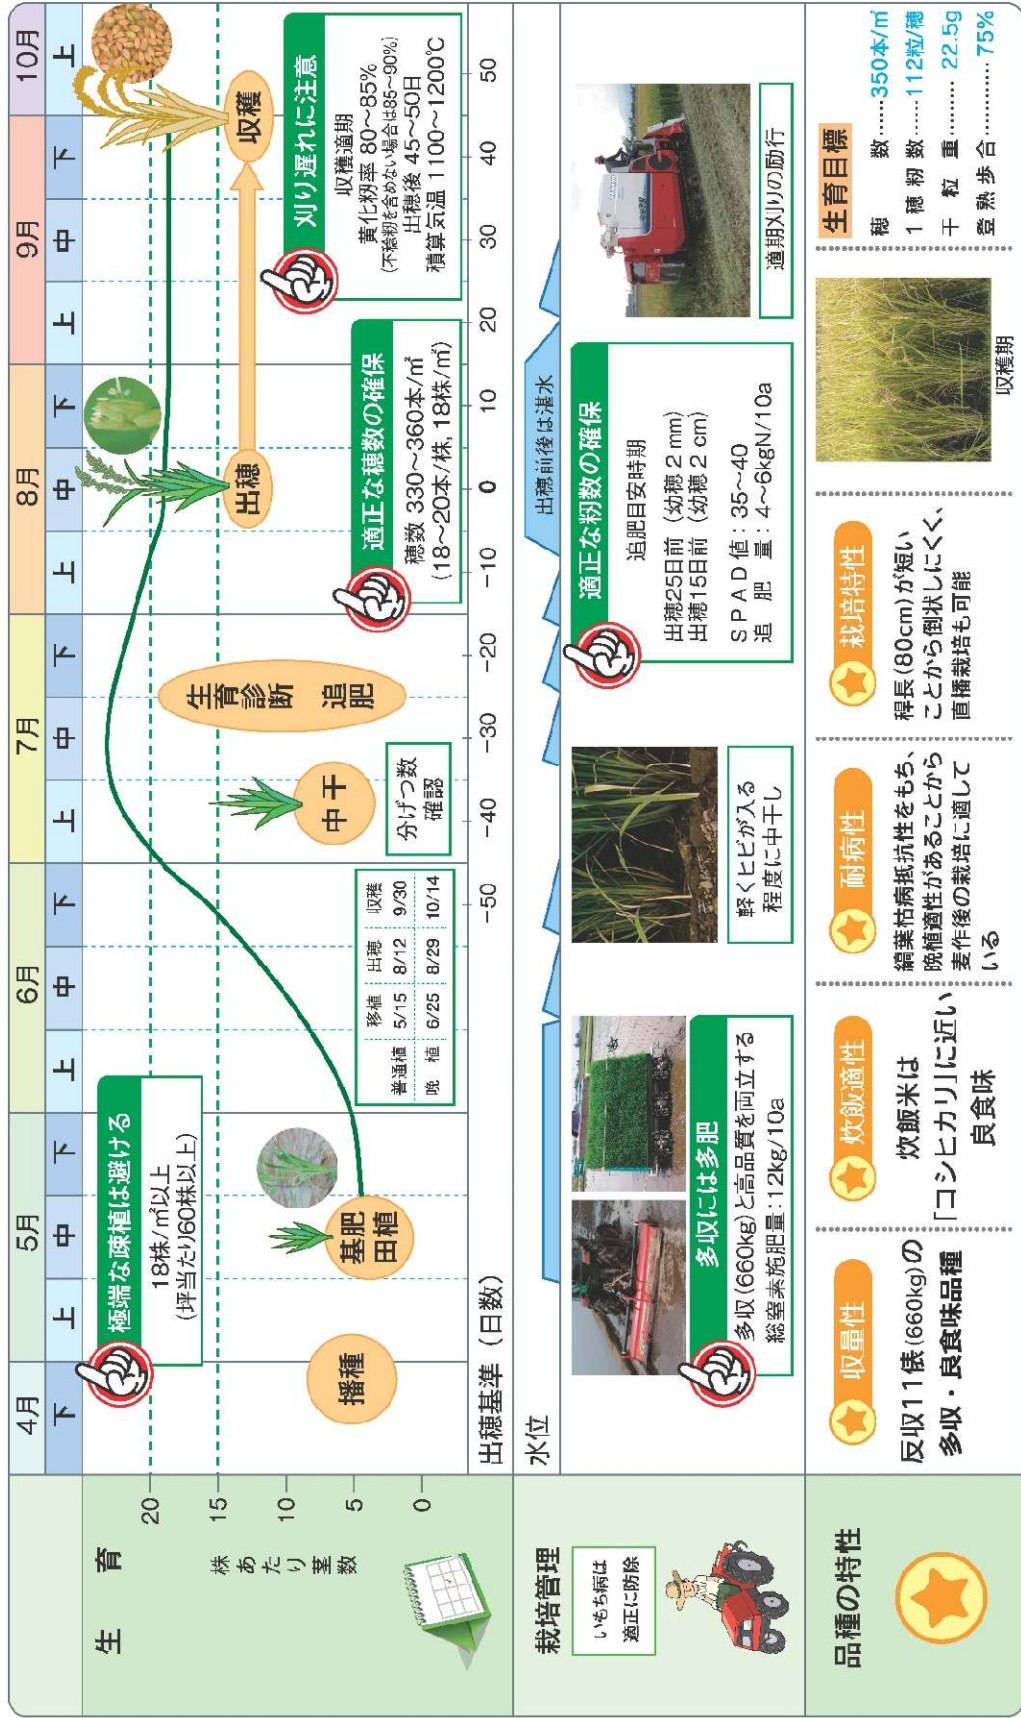 4月
5月
6月
7月
8月
9月
10月
下
上
中
下
上
中
下
上
中
下
上
中
下
上
中
下
上
生育
株あたり茎数
20
15
10
5
0
極端な疎植は避ける
18株/㎡以上
(坪当たり60株以上)
播種
基肥
田植
移植
出穂
収穫
普通植
5/15
8/12
9/30
晩植
6/25
8/29
10/14
中干
分げつ数
確認
生育
診断
追肥
出穂
収穫
適正な穂数の確保
穂数 330～360本/㎡
(18～20本/株, 18株/㎡)
刈り遅れに注意
収穫適期
黄化籾率 80～85%
(不稔籾を含めない場合は85～90%)
出穂後 45～50日
積算気温 1100～1200℃
出穂基準（日数）
−50
−40
−30
−20
−10
0
10
20
30
40
50
栽培管理
いもち病は
適正に防除
水位
出穂前後は湛水
多収には多肥
多収(660kg)と高品質を両立する
総窒素施肥量：12kg/10a
軽くヒビが入る
程度に中干し
適正な籾数の確保
追肥目安時期
出穂25日前（幼穂2mm）
出穂15日前（幼穂2cm）
SPAD値：35～40
追肥量：4～6kgN/10a
適期刈りの励行
品種の特性
収量性
反収11俵(660kg)の
多収・良食味品種
炊飯適性
炊飯米は
「コシヒカリ」に近い
良食味
耐病性
縞葉枯病抵抗性をもち、
晩植適性があることから
麦作後の栽培に適して
いる
栽培特性
稈長(80cm)が短い
ことから倒伏しにくく、
直播栽培も可能
収穫期
生育目標
穂数……350本/㎡
1穂籾数……112粒/穂
千粒重………22.5g
登熟歩合…………75%